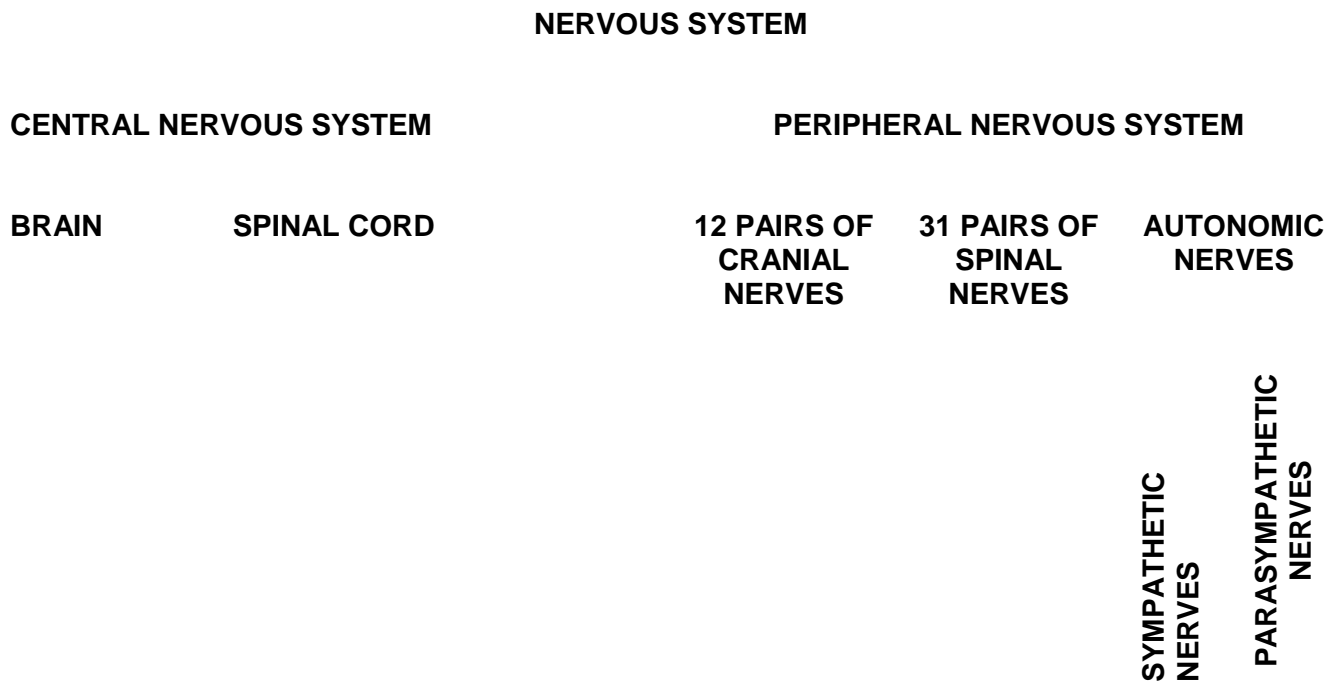 NERVOUS SYSTEM
CENTRAL NERVOUS SYSTEM
PERIPHERAL NERVOUS SYSTEM
BRAIN
SPINAL CORD
12 PAIRS OF
CRANIAL
NERVES
31 PAIRS OF
SPINAL
NERVES
AUTONOMIC
NERVES
SYMPATHETIC
NERVES
PARASYMPATHETIC
NERVES